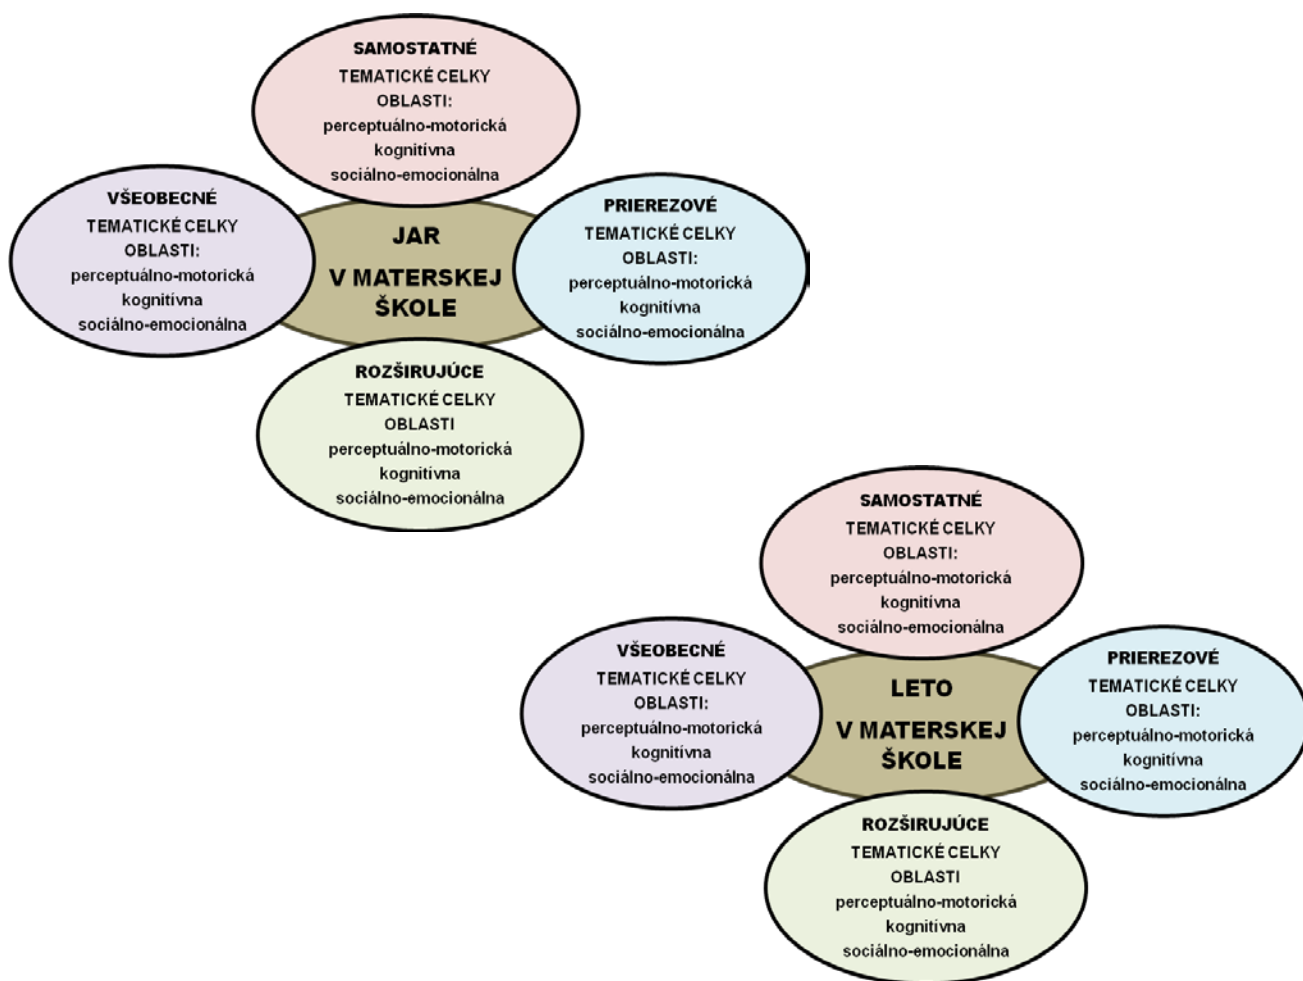 SAMOSTATNÉ
TEMATICKÉ CELKY
OBLASTI:
perceptuálno-motorická
kognitívna
sociálno-emocionálna
VŠEOBECNÉ
TEMATICKÉ CELKY
OBLASTI:
perceptuálno-motorická
kognitívna
sociálno-emocionálna
JAR
V MATERSKEJ
ŠKOLE
PRIEREZOVÉ
TEMATICKÉ CELKY
OBLASTI:
perceptuálno-motorická
kognitívna
sociálno-emocionálna
ROZŠIRUJÚCE
TEMATICKÉ CELKY
OBLASTI
perceptuálno-motorická
kognitívna
sociálno-emocionálna
SAMOSTATNÉ
TEMATICKÉ CELKY
OBLASTI:
perceptuálno-motorická
kognitívna
sociálno-emocionálna
VŠEOBECNÉ
TEMATICKÉ CELKY
OBLASTI:
perceptuálno-motorická
kognitívna
sociálno-emocionálna
LETO
V MATERSKEJ
ŠKOLE
PRIEREZOVÉ
TEMATICKÉ CELKY
OBLASTI:
perceptuálno-motorická
kognitívna
sociálno-emocionálna
ROZŠIRUJÚCE
TEMATICKÉ CELKY
OBLASTI
perceptuálno-motorická
kognitívna
sociálno-emocionálna